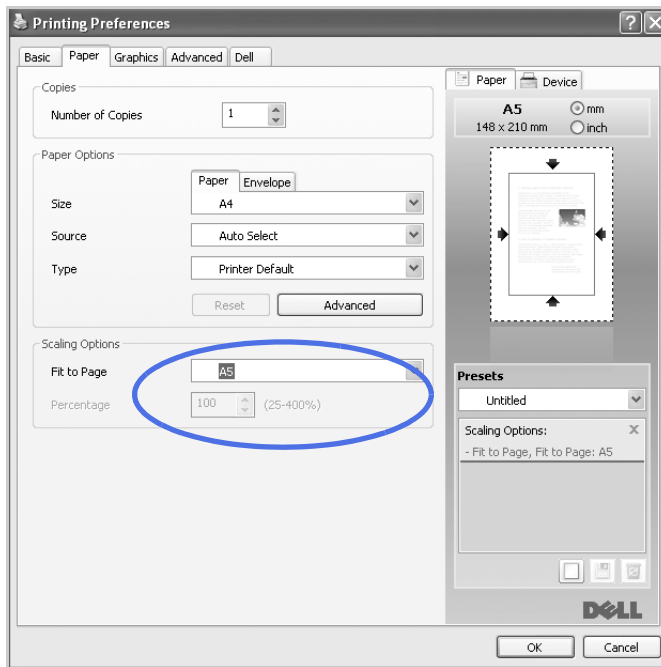 Printing Preferences
Basic Paper Graphics Advanced Dell
Copies
Number of Copies 1
Paper Options
Paper Envelope
Size A4
Source Auto Select
Type Printer Default
Reset Advanced
Scaling Options
Fit to Page A5
Percentage 100 (25-400%)
Paper Device
A5 mm
148 x 210 mm inch
Presets
Untitled
Scaling Options: X
- Fit to Page, Fit to Page: A5
DELL
OK Cancel